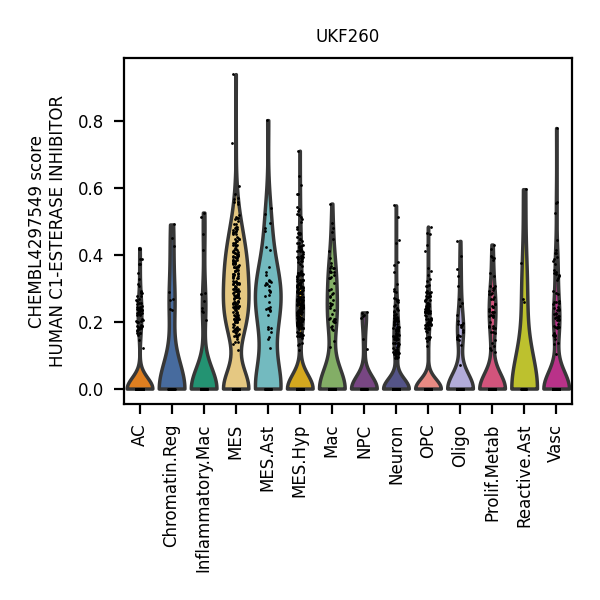 UKF260
CHEMBL4297549 score
HUMAN C1-ESTERASE INHIBITOR
0.8
0.6
0.4
0.2
0.0
AC
Chromatin.Reg
Inflammatory.Mac
MES
MES.Ast
MES.Hyp
Mac
NPC
Neuron
OPC
Oligo
Prolif.Metab
Reactive.Ast
Vasc